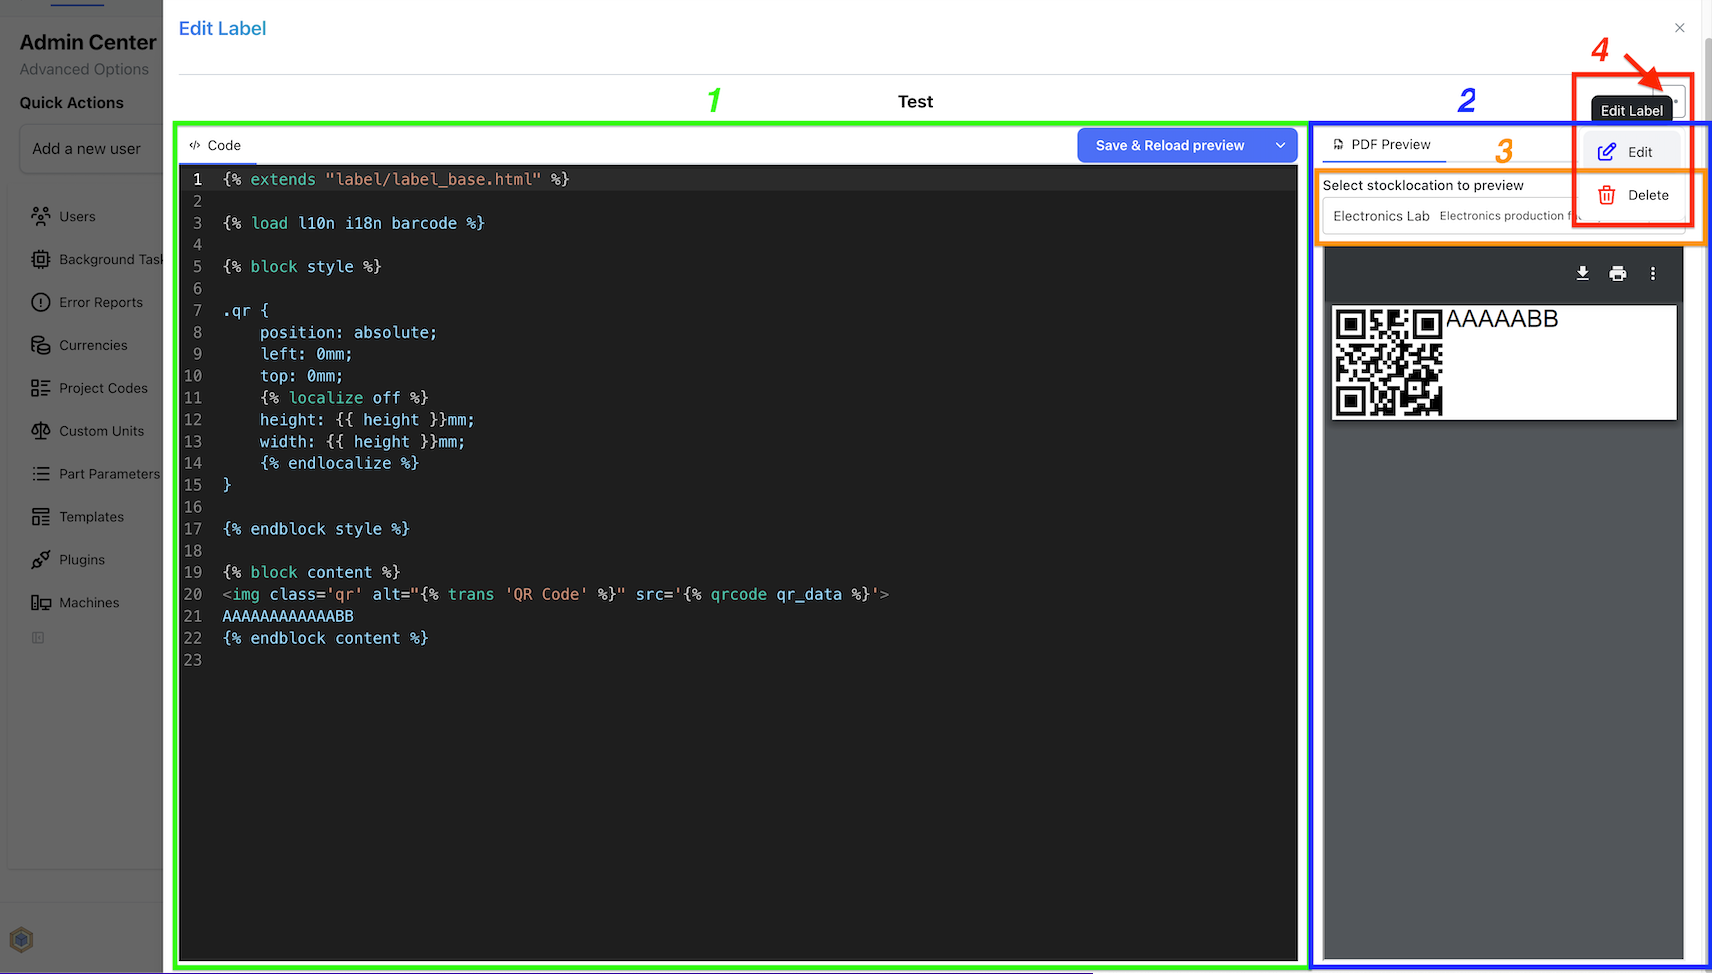 Edit Label
Admin Center
Advanced Options
Quick Actions
Add a new user
Users
Background Task
Error Reports
Currencies
Project Codes
Custom Units
Part Parameters
Templates
Plugins
Machines
1
Test
2
4
Edit Label
Code
Save & Reload preview
PDF Preview
3
Edit
Delete
Select stocklocation to preview
Electronics Lab Electronics production
1 {% extends "label/label_base.html" %}
2
3 {% load l10n i18n barcode %}
4
5 {% block style %}
6
7 .qr {
8 position: absolute;
9 left: 0mm;
10 top: 0mm;
11 {% localize off %}
12 height: {{ height }}mm;
13 width: {{ height }}mm;
14 {% endlocalize %}
15 }
16
17 {% endblock style %}
18
19 {% block content %}
20 <img class='qr' alt="{% trans 'QR Code' %}" src='{% qrcode qr_data %}'>
21 AAAAAAAAAAAABB
22 {% endblock content %}
23
AAAAABB